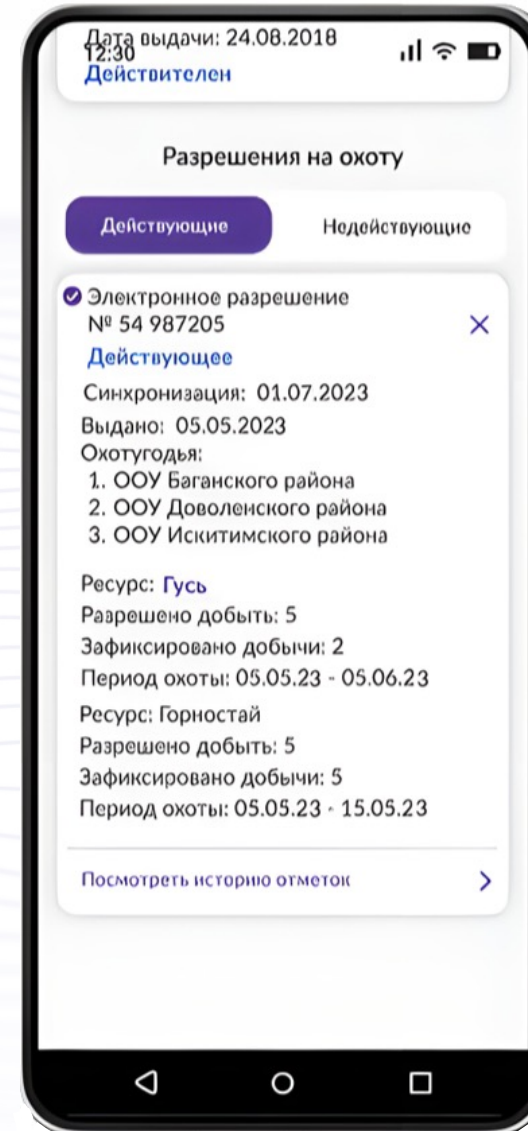 Дата выдачи: 24.08.2018
12:30
Действителен
Разрешения на охоту
Действующие
Недействующие
Электронное разрешение
№ 54 987205
Действующее
Синхронизация: 01.07.2023
Выдано: 05.05.2023
Охотугодья:
1. ООУ Баганского района
2. ООУ Доволенского района
3. ООУ Искитимского района
Ресурс: Гусь
Разрешено добыть: 5
Зафиксировано добычи: 2
Период охоты: 05.05.23 - 05.06.23
Ресурс: Горностай
Разрешено добыть: 5
Зафиксировано добычи: 5
Период охоты: 05.05.23 - 15.05.23
Посмотреть историю отметок